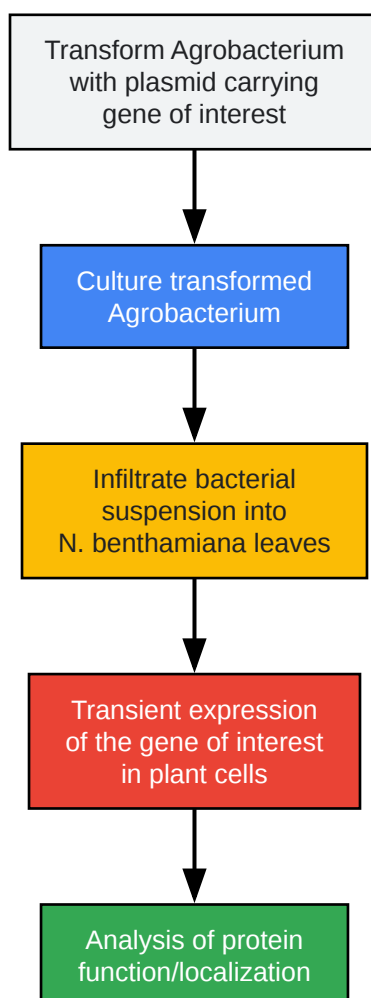 Transform Agrobacterium
with plasmid carrying
gene of interest
Culture transformed
Agrobacterium
Infiltrate bacterial
suspension into
N. benthamiana leaves
Transient expression
of the gene of interest
in plant cells
Analysis of protein
function/localization